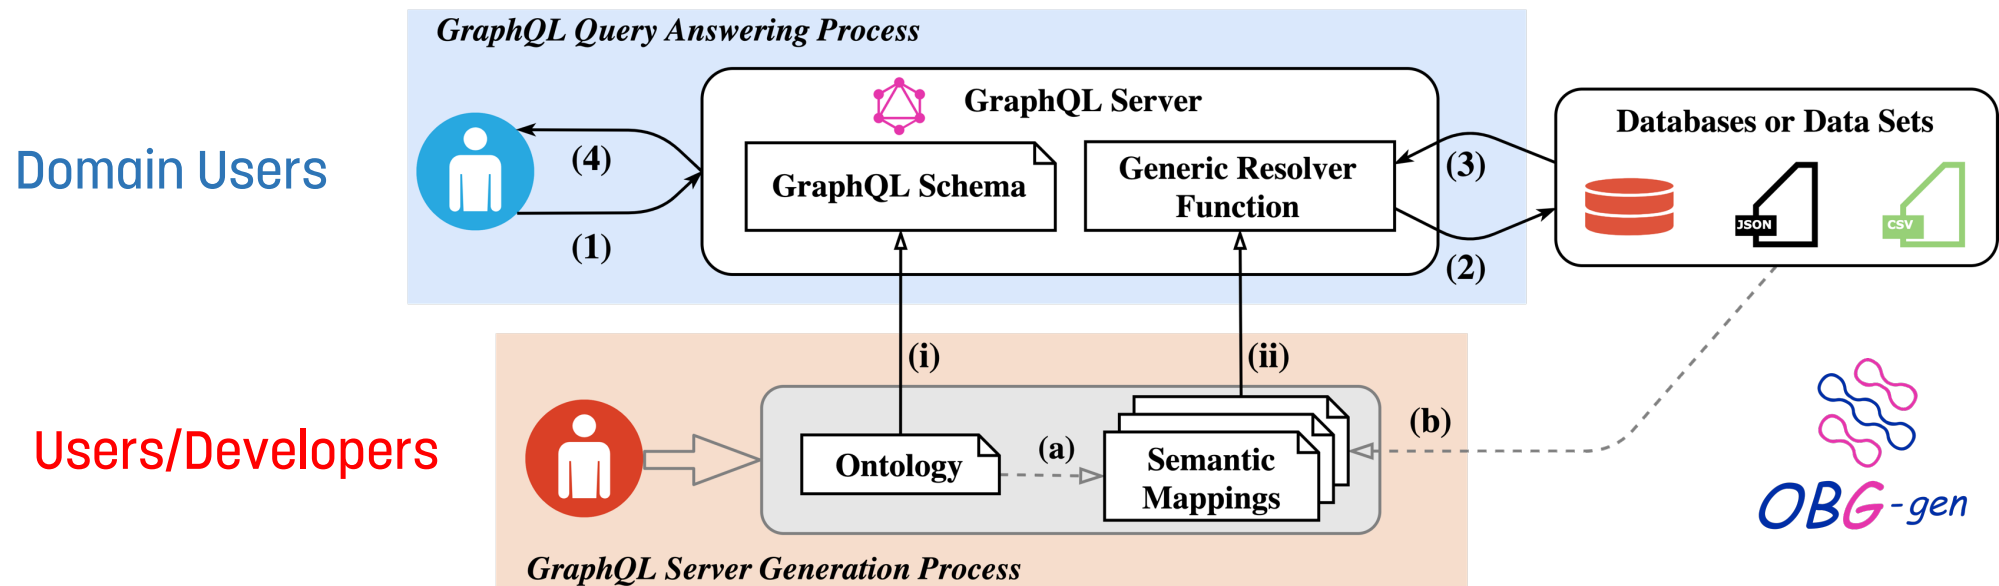 GraphQL Query Answering Process
GraphQL Server
Databases or Data Sets
Domain Users
(4)
(1)
GraphQL Schema
Generic Resolver
Function
(3)
(2)
JSON
CSV
(i)
(ii)
Users/Developers
Ontology
(a)
Semantic
Mappings
(b)
OBG-gen
GraphQL Server Generation Process